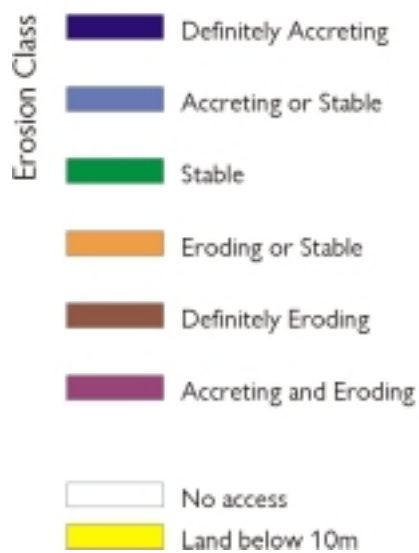 Erosion Class
Definitely Accreting
Accreting or Stable
Stable
Eroding or Stable
Definitely Eroding
Accreting and Eroding
No access
Land below 10m